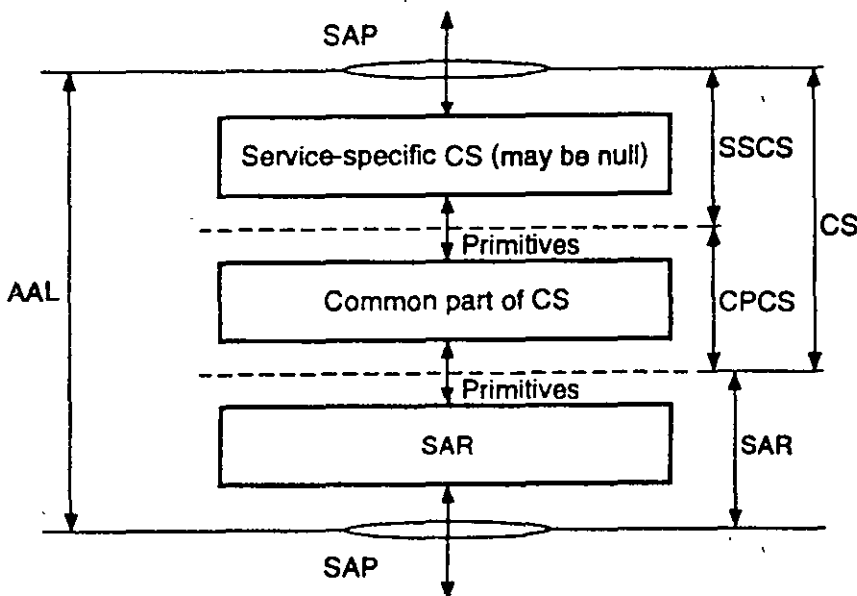 SAP
Service-specific CS (may be null)
SSCS
Primitives
CS
AAL
Common part of CS
CPCS
Primitives
SAR
SAR
SAP